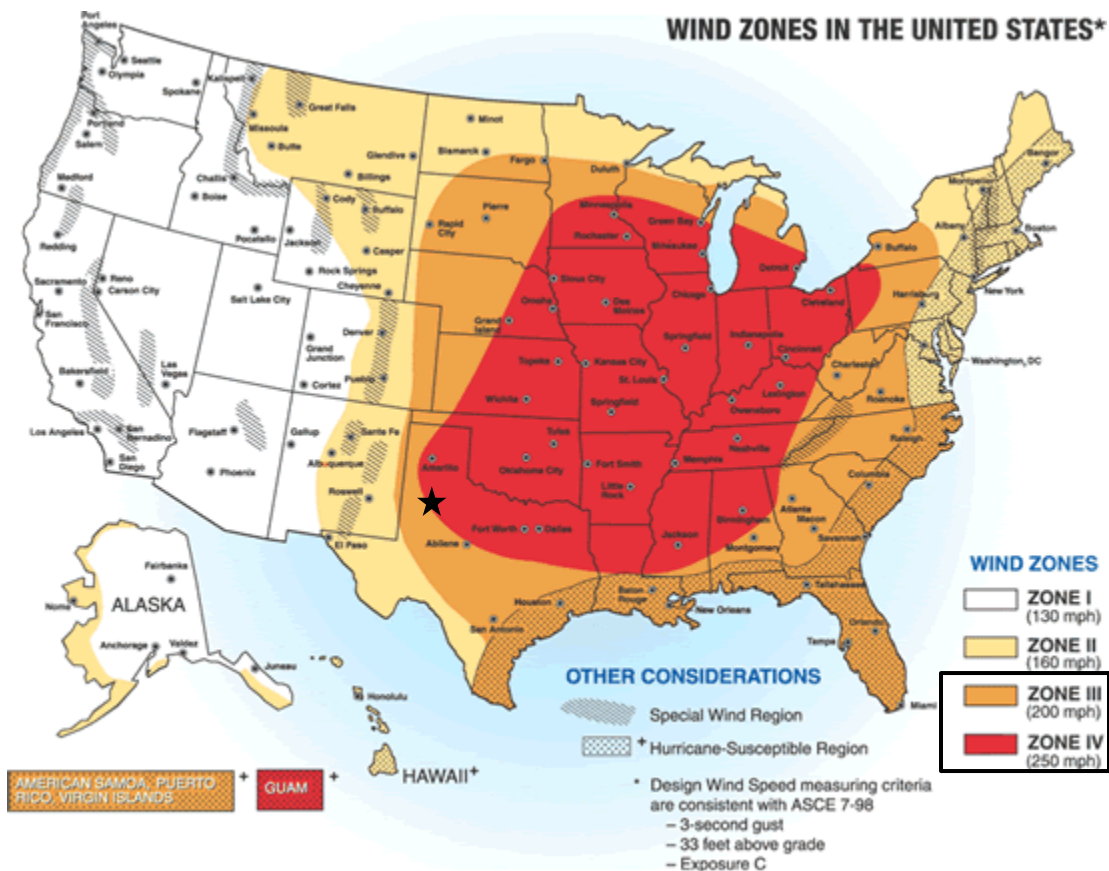 WIND ZONES IN THE UNITED STATES*
Port
Angeles
Seattle
Olympia
Spokane
Kalispell
Great Falls
Portland
Salem
Missoula
Butte
Glendive
Billings
Minot
Bismarck
Fargo
Duluth
Bangor
Montpelier
Medford
Challis
Boise
Pocatello
Cody
Buffalo
Jackson
Casper
Rock Springs
Cheyenne
Rapid
City
Pierre
Minneapolis
Rochester
Green Bay
Milwaukee
Detroit
Buffalo
Albany
Boston
Redding
Sacramento
Reno
Carson City
San
Francisco
Salt Lake City
Sioux City
Omaha
Des
Moines
Grand
Island
Chicago
Cleveland
Harrisburg
New York
Washington, DC
Grand
Junction
Denver
Pueblo
Cortez
Las
Vegas
Bakersfield
Topeka
Kansas City
Springfield
Indianapolis
Cincinnati
St. Louis
Charleston
Roanoke
Wichita
Springfield
Lexington
Owensboro
Los Angeles
San
Bernadino
San
Diego
Flagstaff
Phoenix
Gallup
Sante Fe
Albuquerque
Roswell
El Paso
Amarillo
Tulsa
Oklahoma City
Fort Smith
Little
Rock
Memphis
Nashville
Raleigh
Columbia
Atlanta
Macon
Savannah
Birmingham
Montgomery
Jackson
Fort Worth
Dallas
Abilene
Houston
San Antonio
Baton
Rouge
New Orleans
Tallahassee
Orlando
Tampa
Miami
Fairbanks
Nome
ALASKA
Anchorage
Valdez
Juneau
Honolulu
HAWAII+
AMERICAN SAMOA, PUERTO
RICO, VIRGIN ISLANDS
+
GUAM
+
OTHER CONSIDERATIONS
Special Wind Region
+ Hurricane-Susceptible Region
* Design Wind Speed measuring criteria
are consistent with ASCE 7-98
– 3-second gust
– 33 feet above grade
– Exposure C
WIND ZONES
ZONE I
(130 mph)
ZONE II
(160 mph)
ZONE III
(200 mph)
ZONE IV
(250 mph)